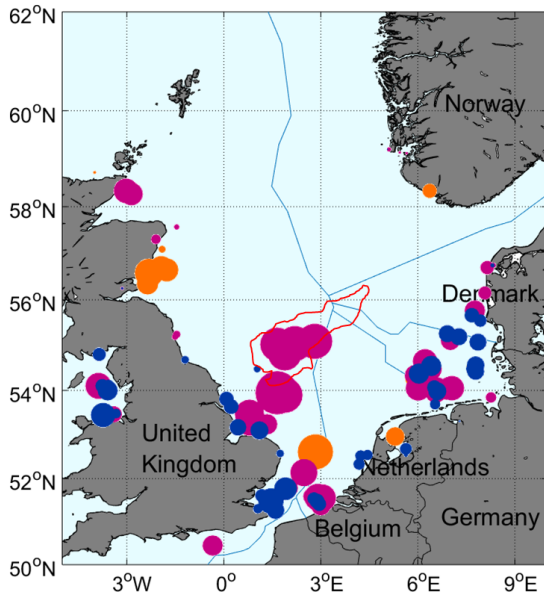 62°N
60°N
Norway
58°N
56°N
Denmark
54°N
United
Kingdom
52°N
Netherlands
Belgium
Germany
50°N
3°W
0°
3°E
6°E
9°E